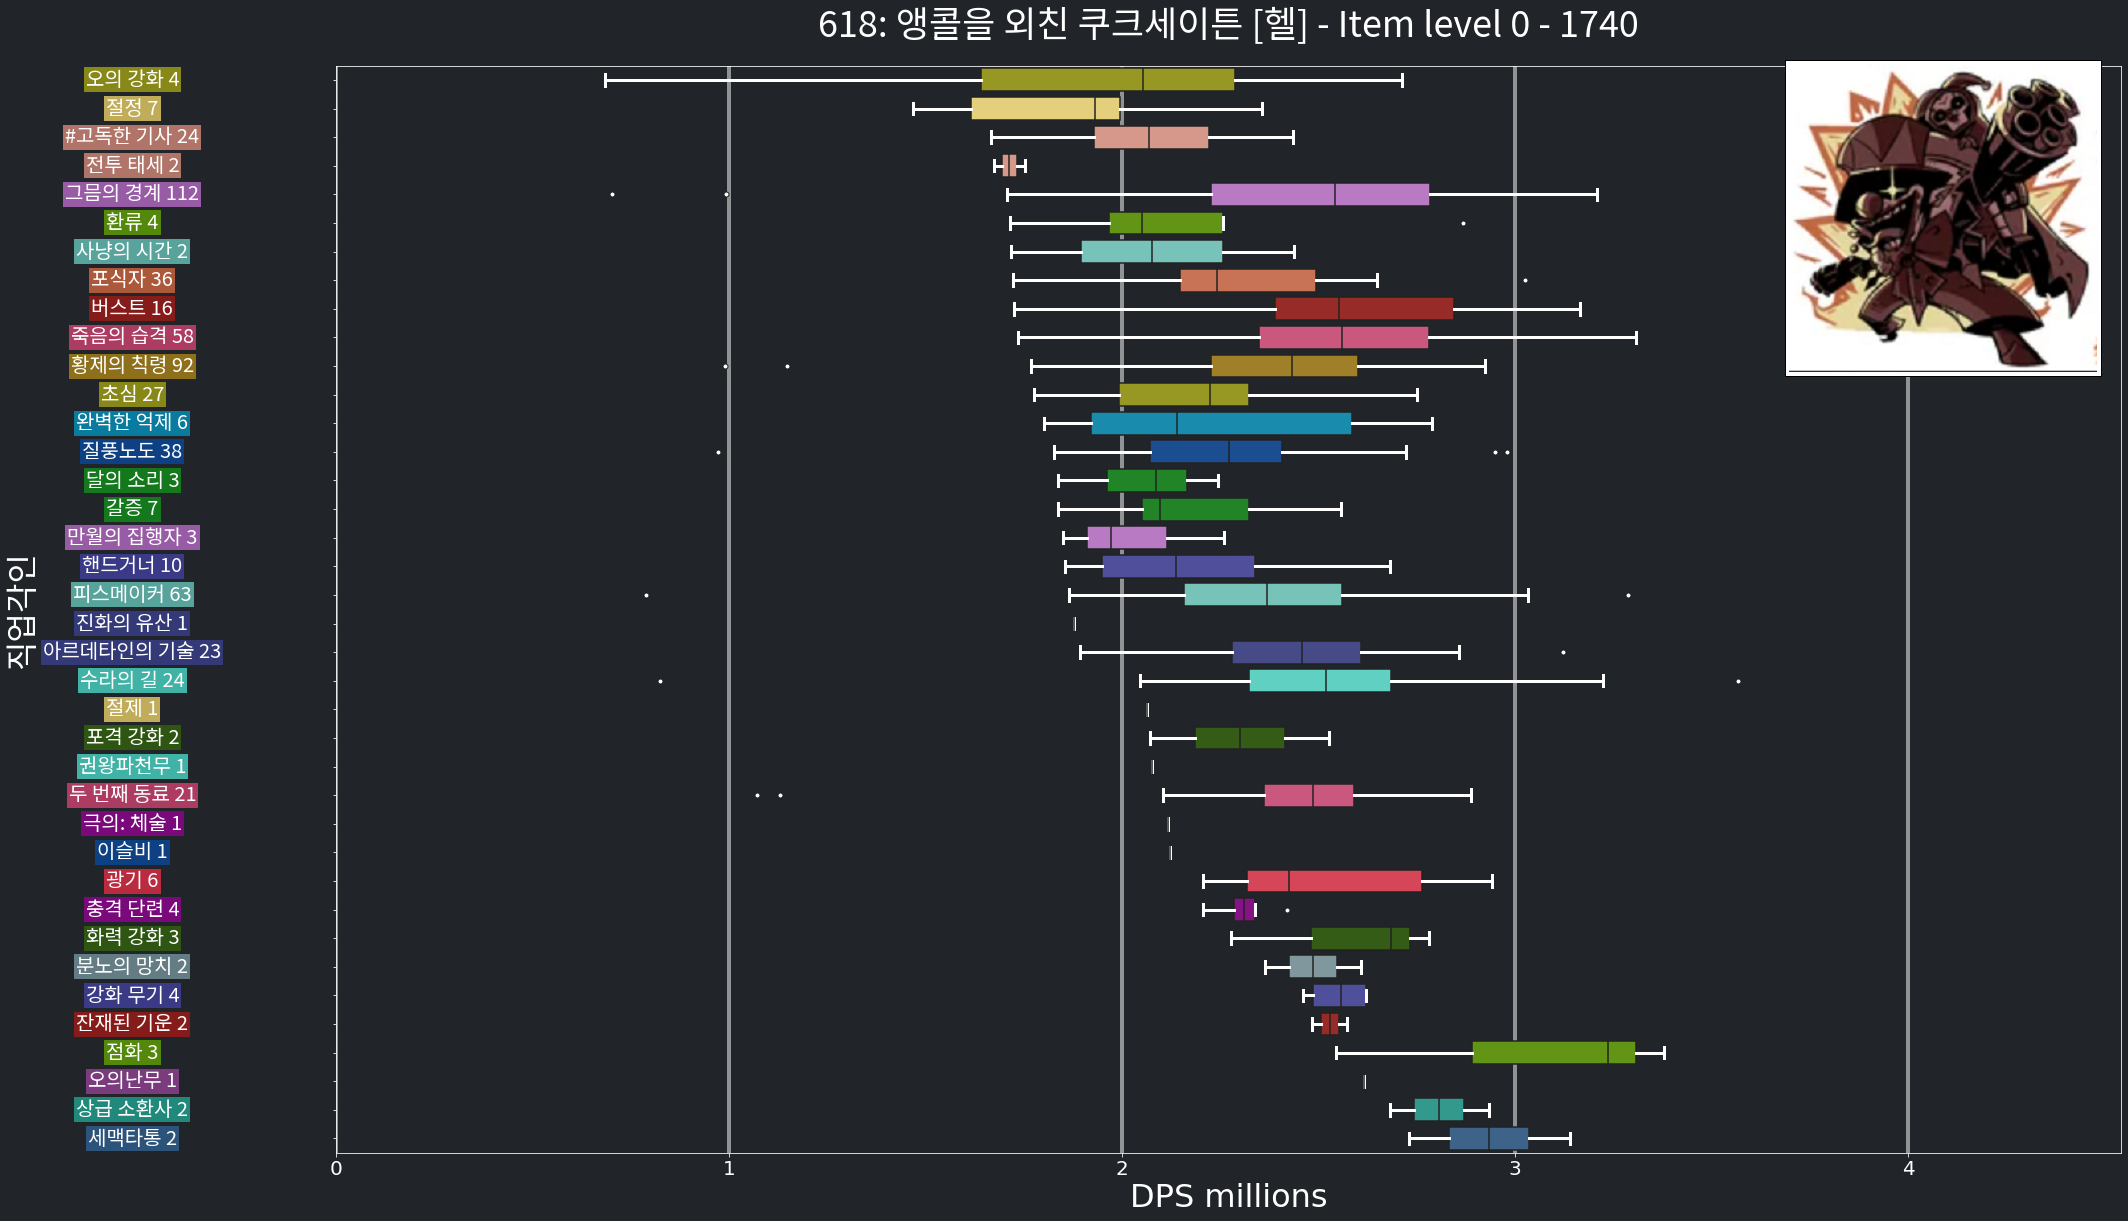 618: 앵콜을 외친 쿠크세이튼 [헬] - Item level 0 - 1740
직업각인
오의 강화 4
절정 7
#고독한 기사 24
전투 태세 2
그믐의 경계 112
환류 4
사냥의 시간 2
포식자 36
버스트 16
죽음의 습격 58
황제의 칙령 92
초심 27
완벽한 억제 6
질풍노도 38
달의 소리 3
갈증 7
만월의 집행자 3
핸드거너 10
피스메이커 63
진화의 유산 1
아르데타인의 기술 23
수라의 길 24
절제 1
포격 강화 2
권왕파천무 1
두 번째 동료 21
극의: 체술 1
이슬비 1
광기 6
충격 단련 4
화력 강화 3
분노의 망치 2
강화 무기 4
잔재된 기운 2
점화 3
오의난무 1
상급 소환사 2
세맥타통 2
0 1 2 3 4
DPS millions